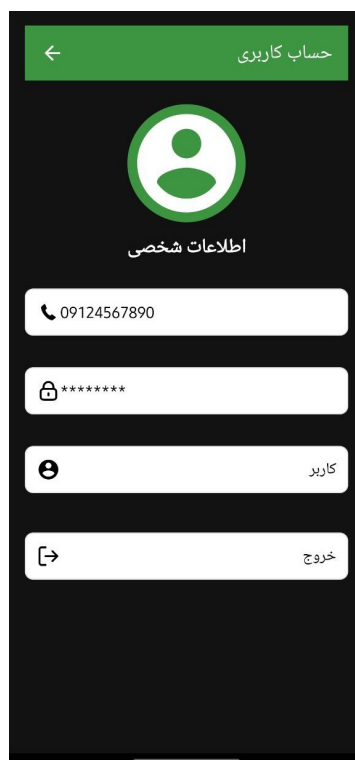 حساب کاربری
اطلاعات شخصی
09124567890
********
کاربر
خروج